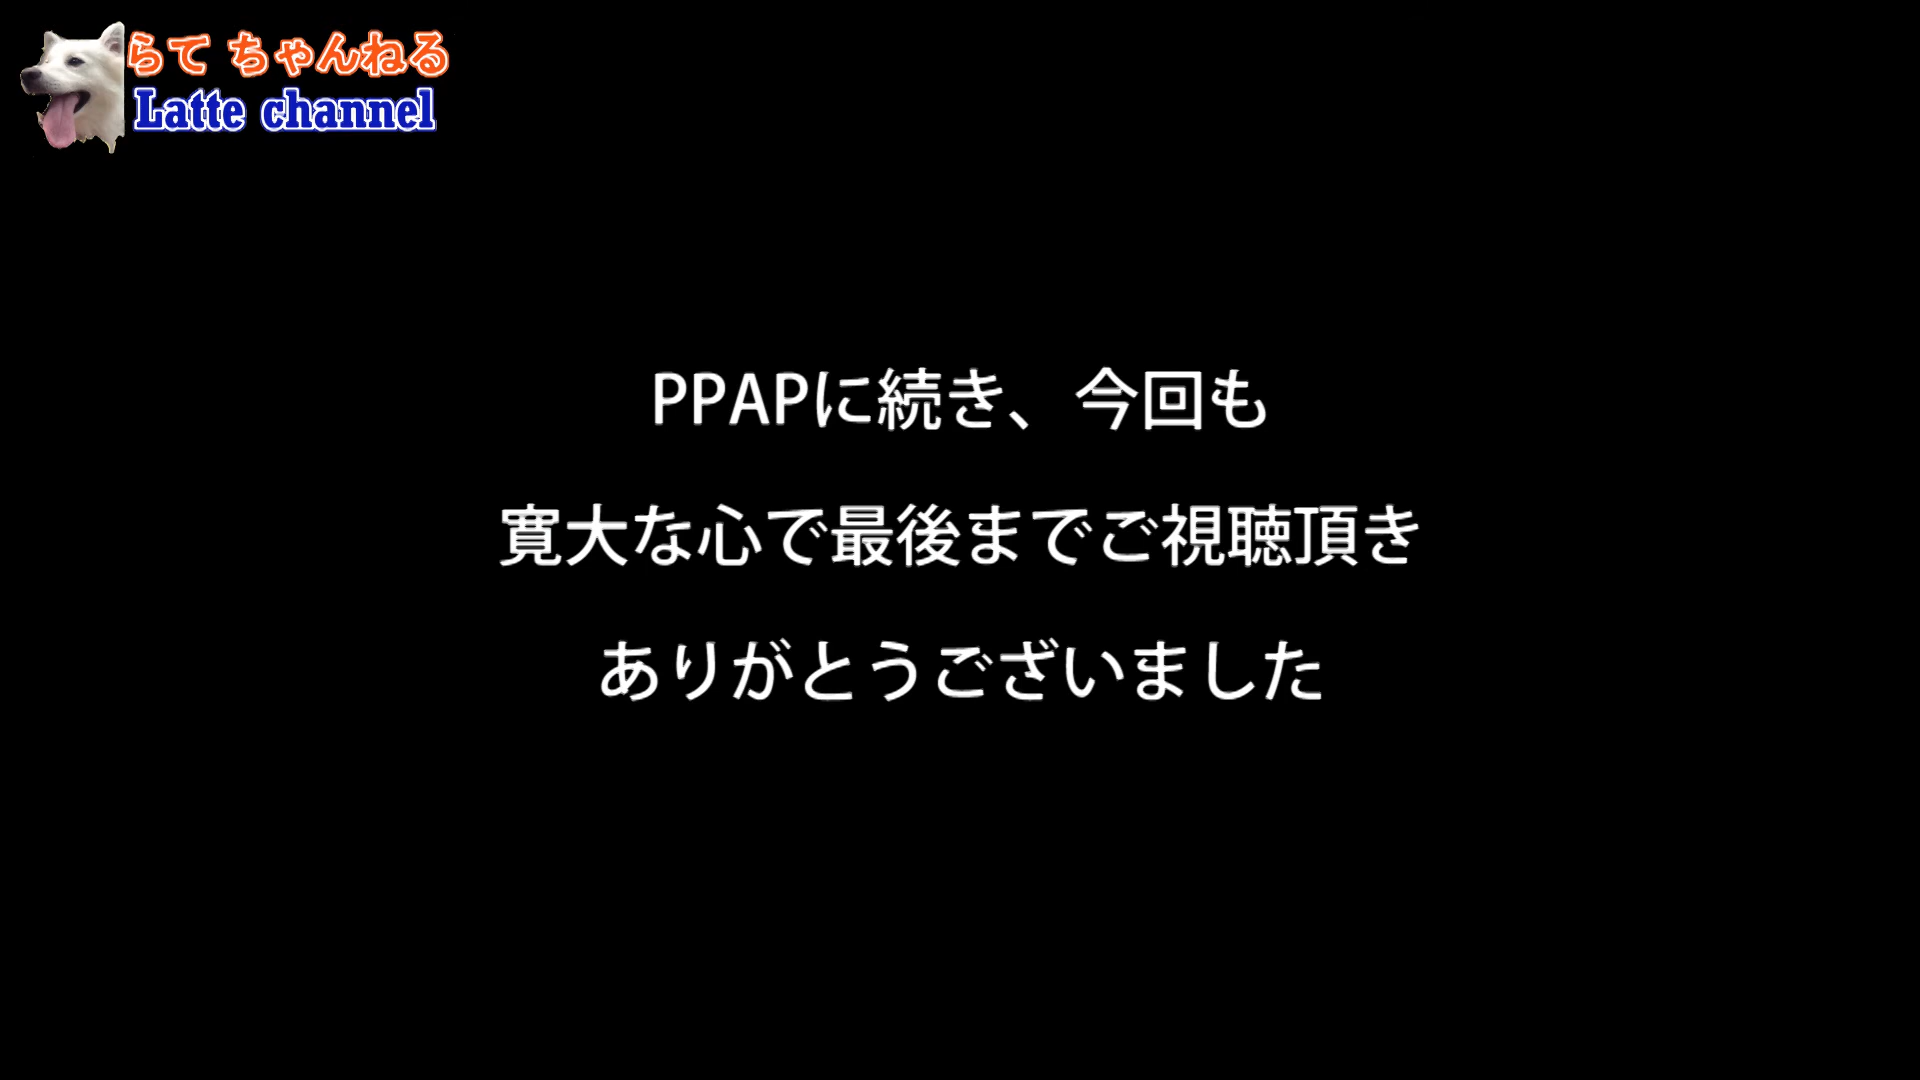 らて ちゃんねる
Latte channel
PPAPに続き、今回も
寛大な心で最後までご視聴頂き
ありがとうございました